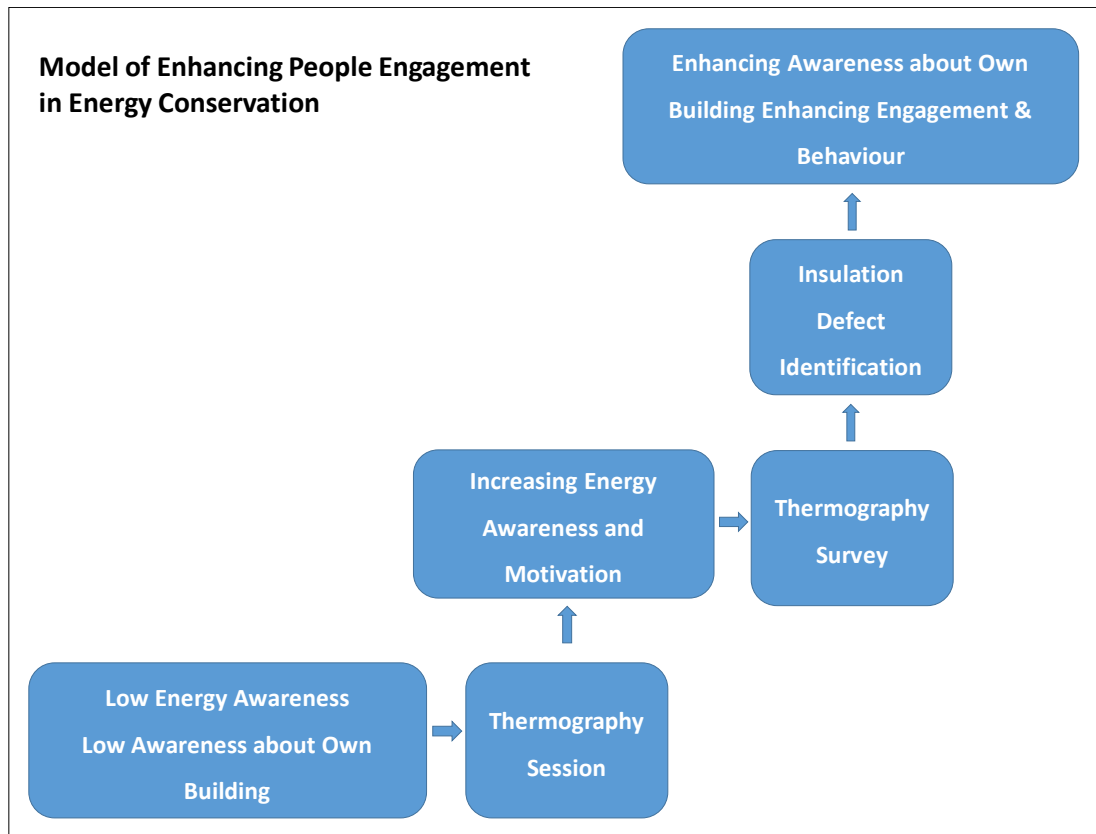 Model of Enhancing People Engagement
in Energy Conservation
Enhancing Awareness about Own
Building Enhancing Engagement &
Behaviour
Insulation
Defect
Identification
Increasing Energy
Awareness and
Motivation
Thermography
Survey
Low Energy Awareness
Low Awareness about Own
Building
Thermography
Session